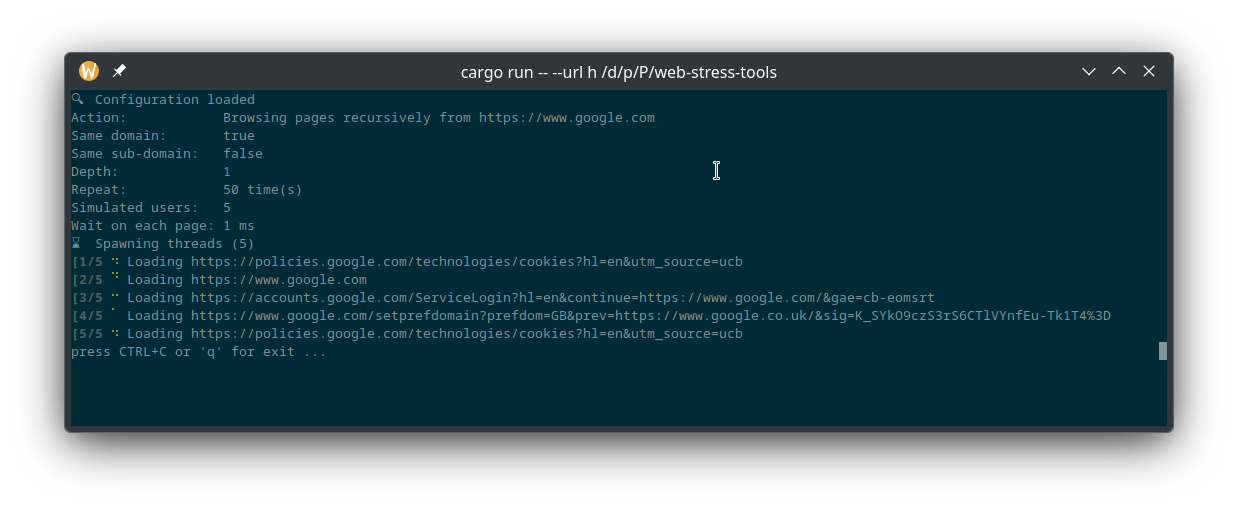 W
cargo run -- --url h /d/p/P/web-stress-tools
🔍 Configuration loaded
Action: Browsing pages recursively from https://www.google.com
Same domain: true
Same sub-domain: false
Depth: 1
Repeat: 50 time(s)
Simulated users: 5
Wait on each page: 1 ms
⌛ Spawning threads (5)
[1/5 Loading https://policies.google.com/technologies/cookies?hl=en&utm_source=ucb
[2/5 Loading https://www.google.com
[3/5 Loading https://accounts.google.com/ServiceLogin?hl=en&continue=https://www.google.com/&gae=cb-eomsrt
[4/5 Loading https://www.google.com/setprefdomain?prefdom=GB&prev=https://www.google.co.uk/&sig=K_SYkO9czS3rS6CTlVYnfEu-Tk1T4%3D
[5/5 Loading https://policies.google.com/technologies/cookies?hl=en&utm_source=ucb
press CTRL+C or 'q' for exit ...